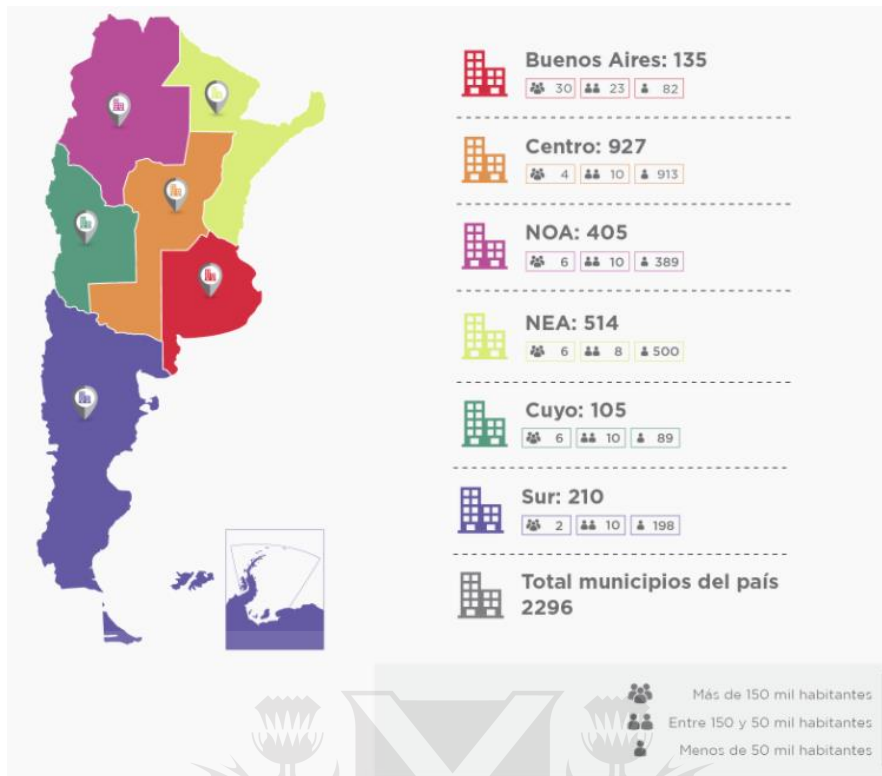 Buenos Aires: 135
30 23 82
Centro: 927
4 10 913
NOA: 405
6 10 389
NEA: 514
6 8 500
Cuyo: 105
6 10 89
Sur: 210
2 10 198
Total municipios del país
2296
Más de 150 mil habitantes
Entre 150 y 50 mil habitantes
Menos de 50 mil habitantes